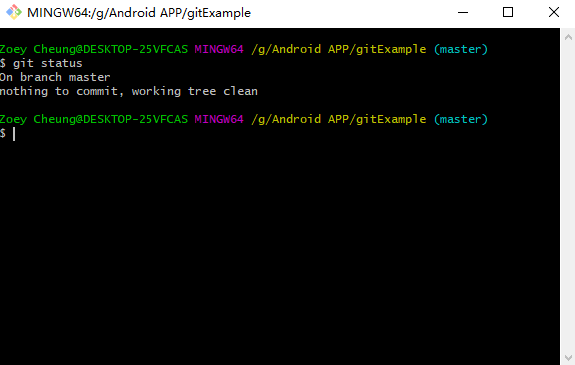 MINGW64:/g/Android APP/gitExample
Zoey Cheung@DESKTOP-25VFCAS MINGW64 /g/Android APP/gitExample (master)
$ git status
On branch master
nothing to commit, working tree clean
Zoey Cheung@DESKTOP-25VFCAS MINGW64 /g/Android APP/gitExample (master)
$